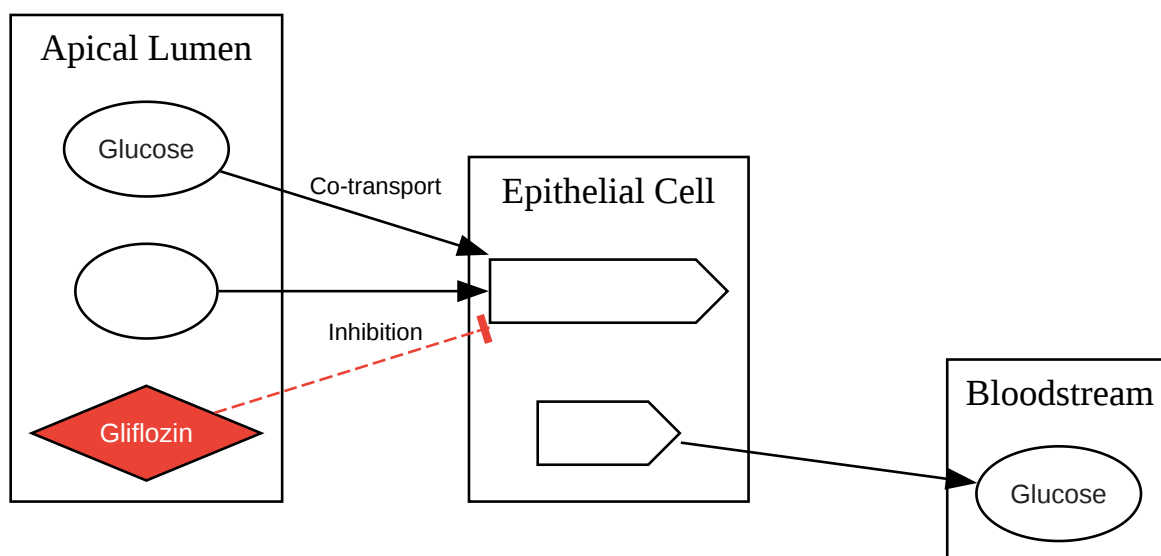 Apical Lumen
Glucose
Co-transport
Epithelial Cell
Inhibition
Gliflozin
Bloodstream
Glucose